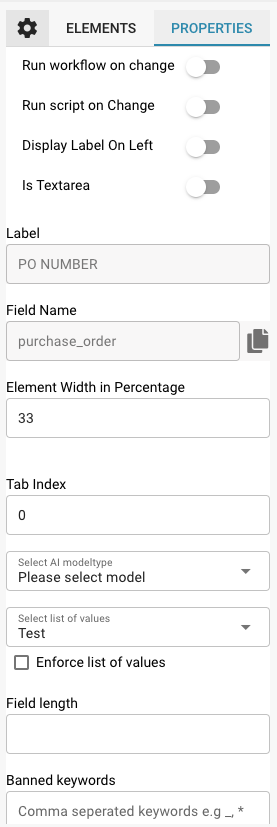 ELEMENTS PROPERTIES
Run workflow on change
Run script on Change
Display Label On Left
Is Textarea
Label
PO NUMBER
Field Name
purchase_order
Element Width in Percentage
33
Tab Index
0
Select AI modeltype
Please select model
Select list of values
Test
Enforce list of values
Field length
Banned keywords
Comma seperated keywords e.g _, *